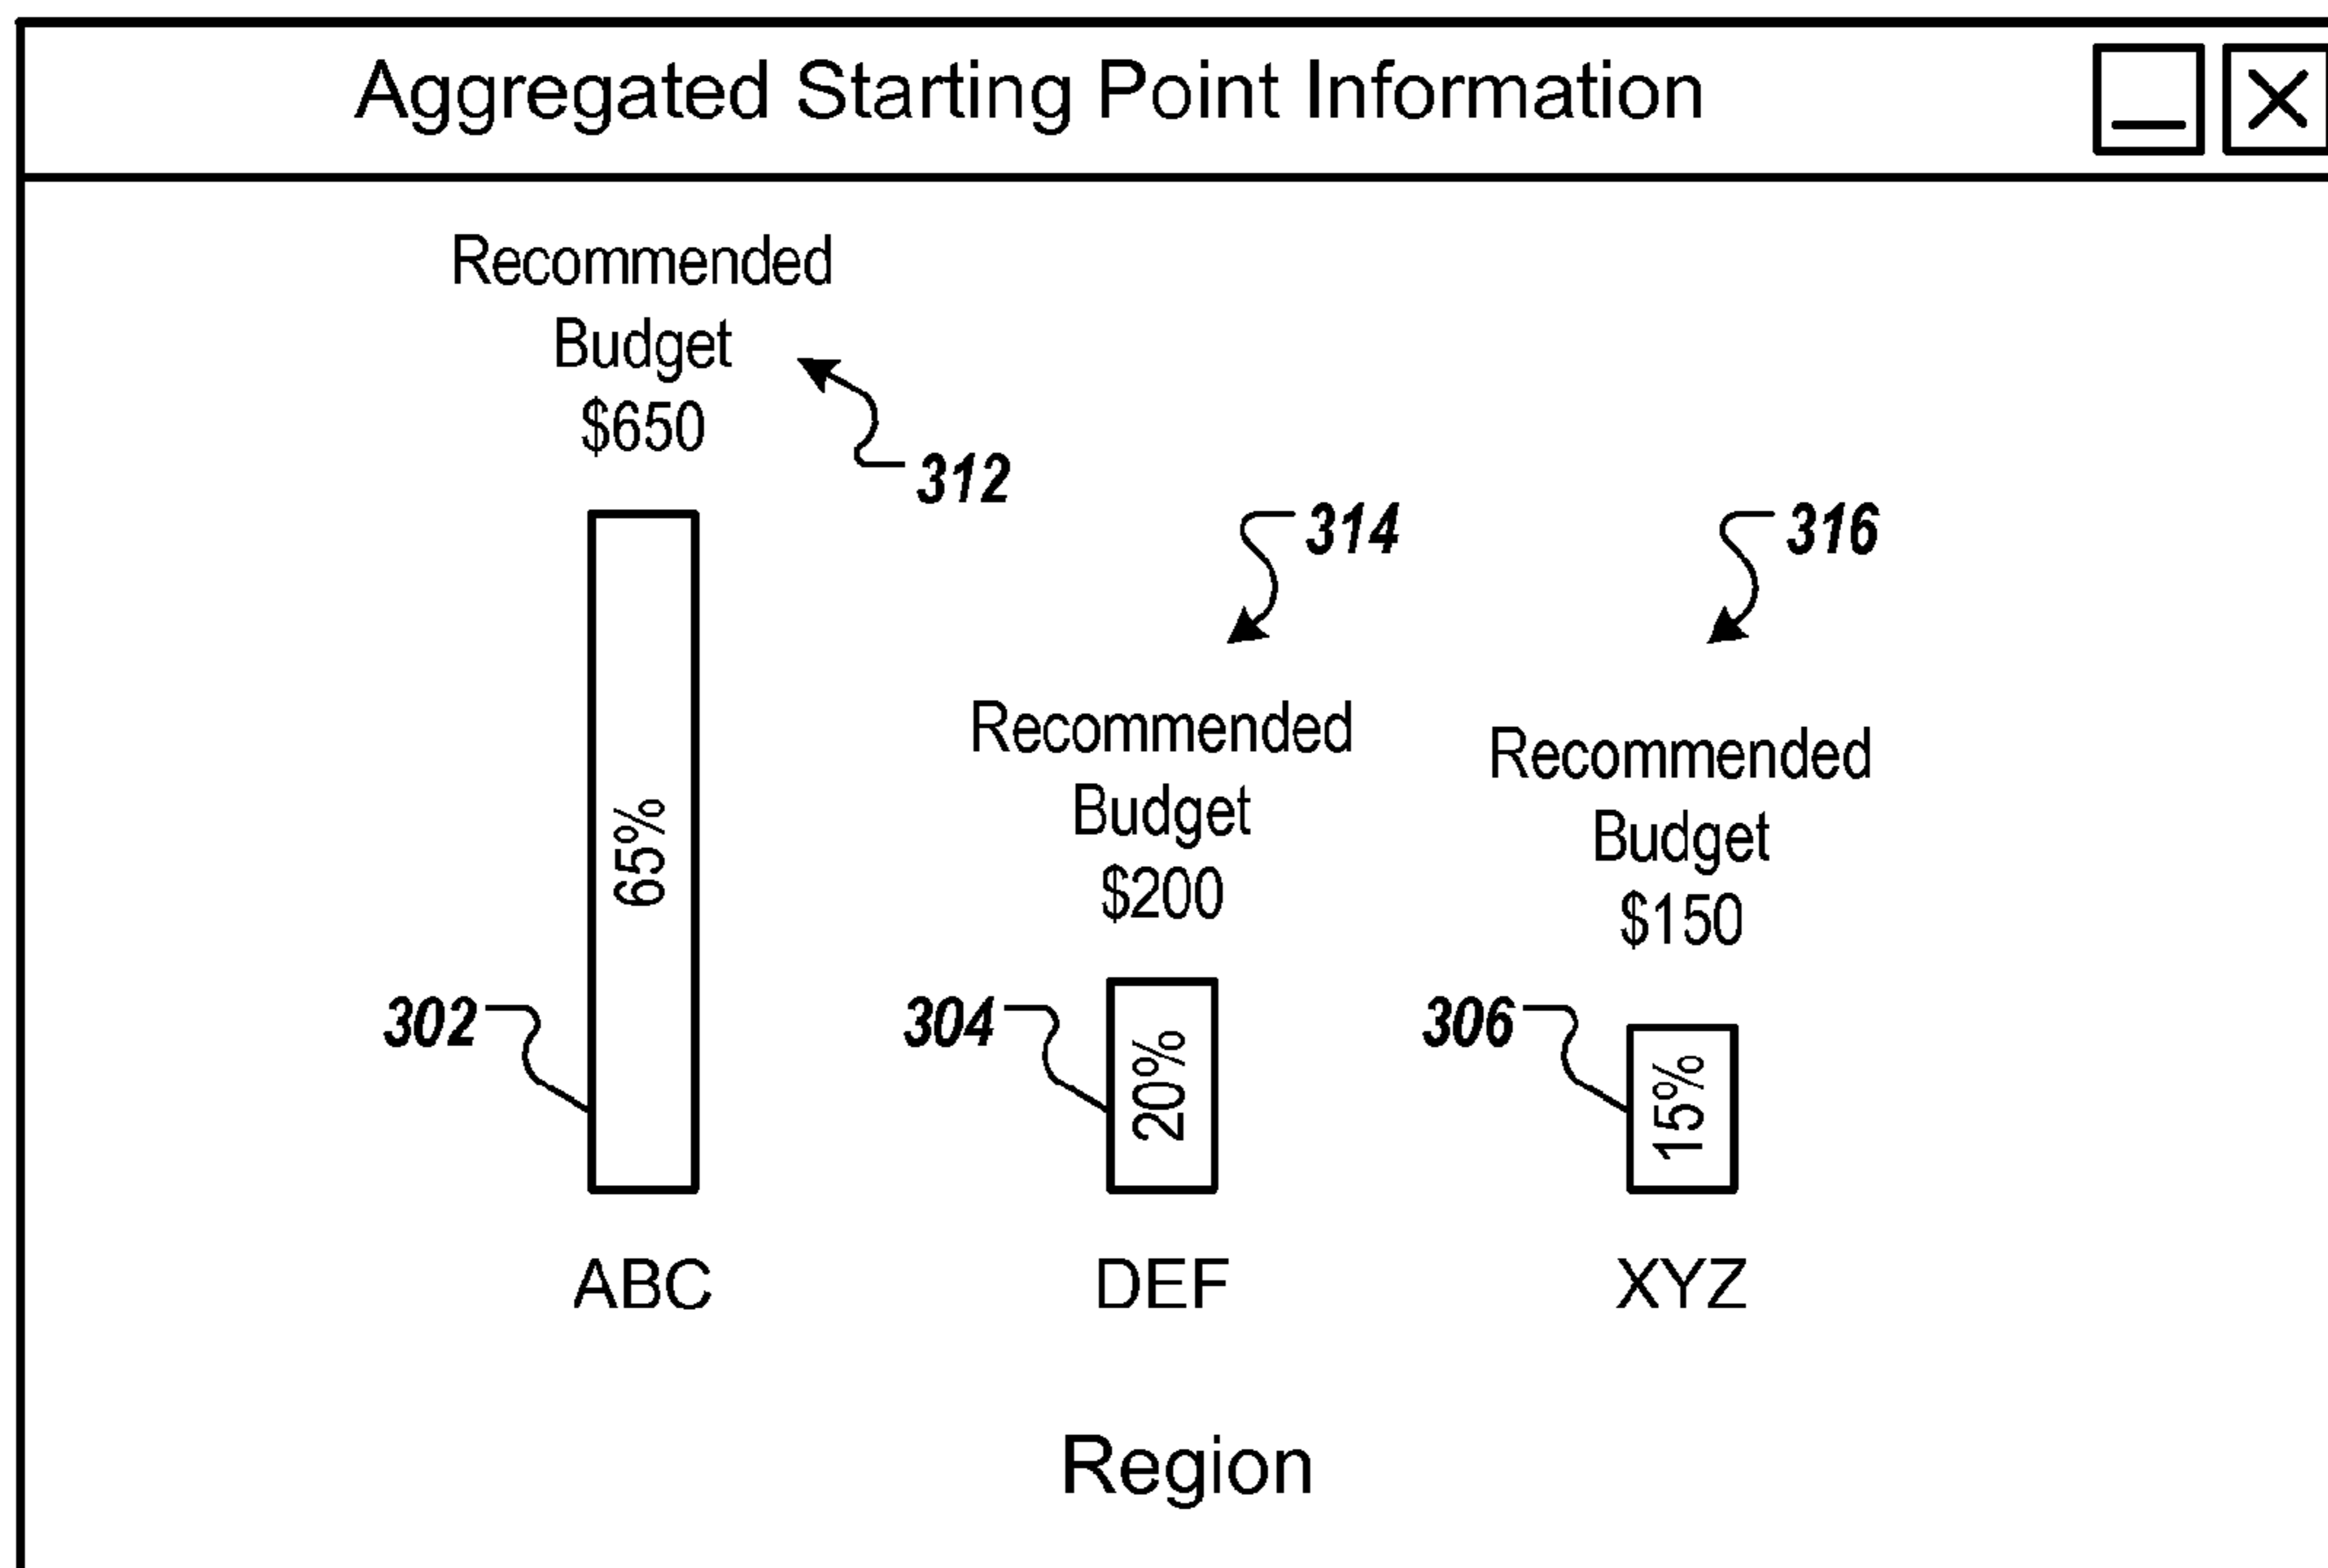 Aggregated Starting Point Information
Recommended
Budget
$650
312
314
316
Recommended
Budget
$200
Recommended
Budget
$150
65%
302
304
20%
306
15%
ABC
DEF
XYZ
Region